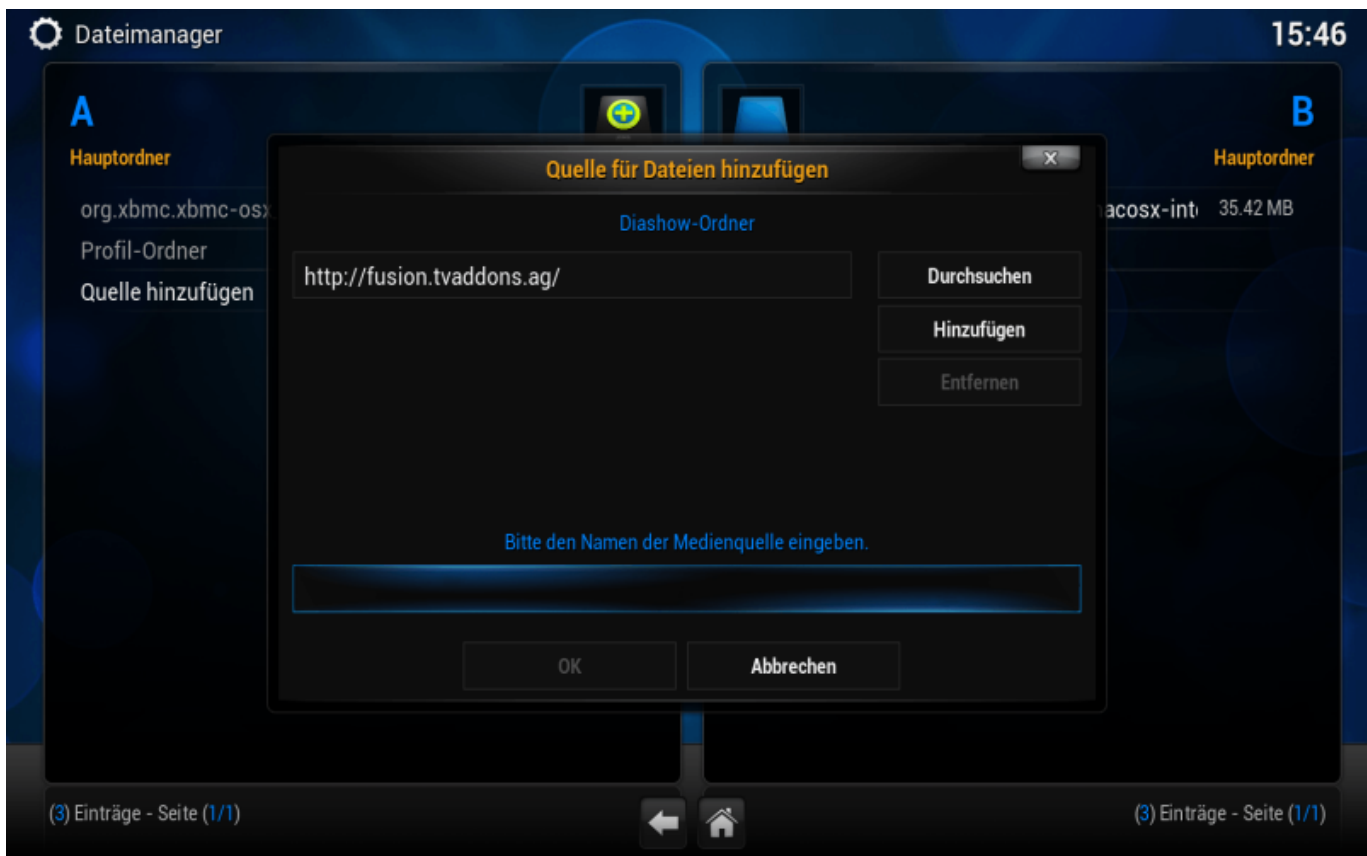 Dateimanager
15:46
A
B
Hauptordner
Hauptordner
Quelle für Dateien hinzufügen
X
Diashow-Ordner
org.xbmc.xbmc-osx
35.42 MB
Profil-Ordner
Quelle hinzufügen
http://fusion.tvaddons.ag/
Durchsuchen
Hinzufügen
Entfernen
Bitte den Namen der Medienquelle eingeben.
OK
Abbrechen
(3) Einträge - Seite (1/1)
(3) Einträge - Seite (1/1)